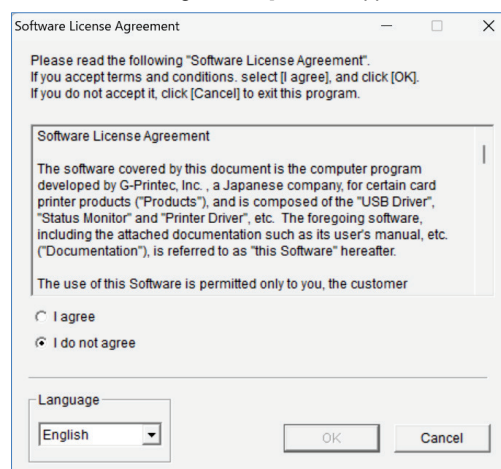 Software License Agreement
Please read the following "Software License Agreement".
If you accept terms and conditions. select [I agree], and click [OK].
If you do not accept it, click [Cancel] to exit this program.
Software License Agreement
The software covered by this document is the computer program
developed by G-Printec, Inc. , a Japanese company, for certain card
printer products ("Products"), and is composed of the "USB Driver",
"Status Monitor" and "Printer Driver", etc. The foregoing software,
including the attached documentation such as its user's manual, etc.
("Documentation"), is referred to as "this Software" hereafter.
The use of this Software is permitted only to you, the customer
I agree
I do not agree
Language
English
OK
Cancel